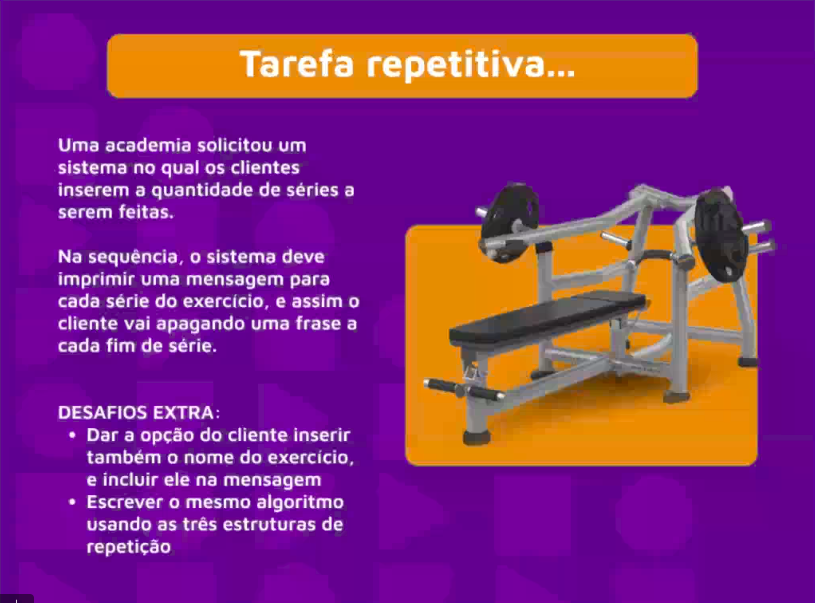 Tarefa repetitiva...
Uma academia solicitou um
sistema no qual os clientes
inserem a quantidade de séries a
serem feitas.
Na sequência, o sistema deve
imprimir uma mensagem para
cada série do exercício, e assim o
cliente vai apagando uma frase a
cada fim de série.
DESAFIOS EXTRA:
• Dar a opção do cliente inserir
também o nome do exercício,
e incluir ele na mensagem
• Escrever o mesmo algoritmo
usando as três estruturas de
repetição